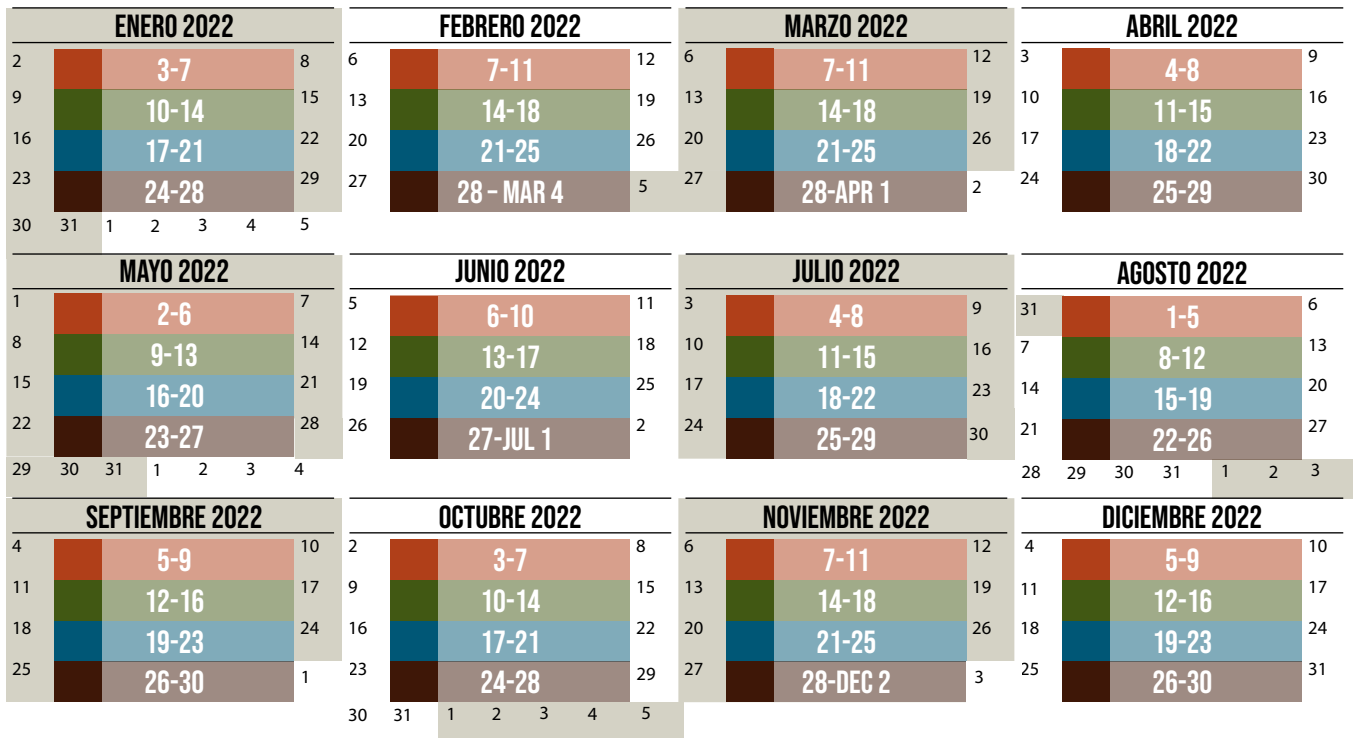 ENERO 2022
2 3-7 8
9 10-14 15
16 17-21 22
23 24-28 29
30 31 1 2 3 4 5
FEBRERO 2022
6 7-11 12
13 14-18 19
20 21-25 26
27 28 – MAR 4 5
MARZO 2022
6 7-11 12
13 14-18 19
20 21-25 26
27 28-APR 1 2
ABRIL 2022
3 4-8 9
10 11-15 16
17 18-22 23
24 25-29 30
MAYO 2022
1 2-6 7
8 9-13 14
15 16-20 21
22 23-27 28
29 30 31 1 2 3 4
JUNIO 2022
5 6-10 11
12 13-17 18
19 20-24 25
26 27-JUL 1 2
JULIO 2022
3 4-8 9
10 11-15 16
17 18-22 23
24 25-29 30
AGOSTO 2022
31 1-5 6
7 8-12 13
14 15-19 20
21 22-26 27
28 29 30 31 1 2 3
SEPTIEMBRE 2022
4 5-9 10
11 12-16 17
18 19-23 24
25 26-30 1
OCTUBRE 2022
2 3-7 8
9 10-14 15
16 17-21 22
23 24-28 29
30 31 1 2 3 4 5
NOVIEMBRE 2022
6 7-11 12
13 14-18 19
20 21-25 26
27 28-DEC 2 3
DICIEMBRE 2022
4 5-9 10
11 12-16 17
18 19-23 24
25 26-30 31